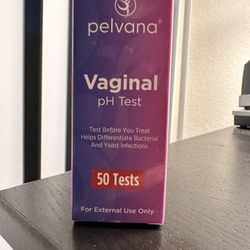 pelvana®
Vaginal
pH Test
Test Before You Treat
Helps Differentiate Bacterial
And Yeast Infections
50 Tests
For External Use Only